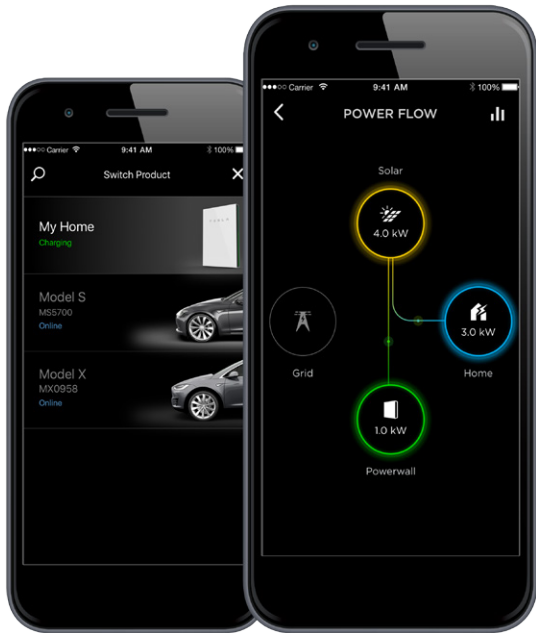 Carrier 9:41 AM 100%
Switch Product
My Home
Charging
TESLA
Model S
MS5700
Online
Model X
MX0958
Online
Carrier 9:41 AM 100%
POWER FLOW
Solar
4.0 kW
3.0 kW
Grid
Home
1.0 kW
Powerwall